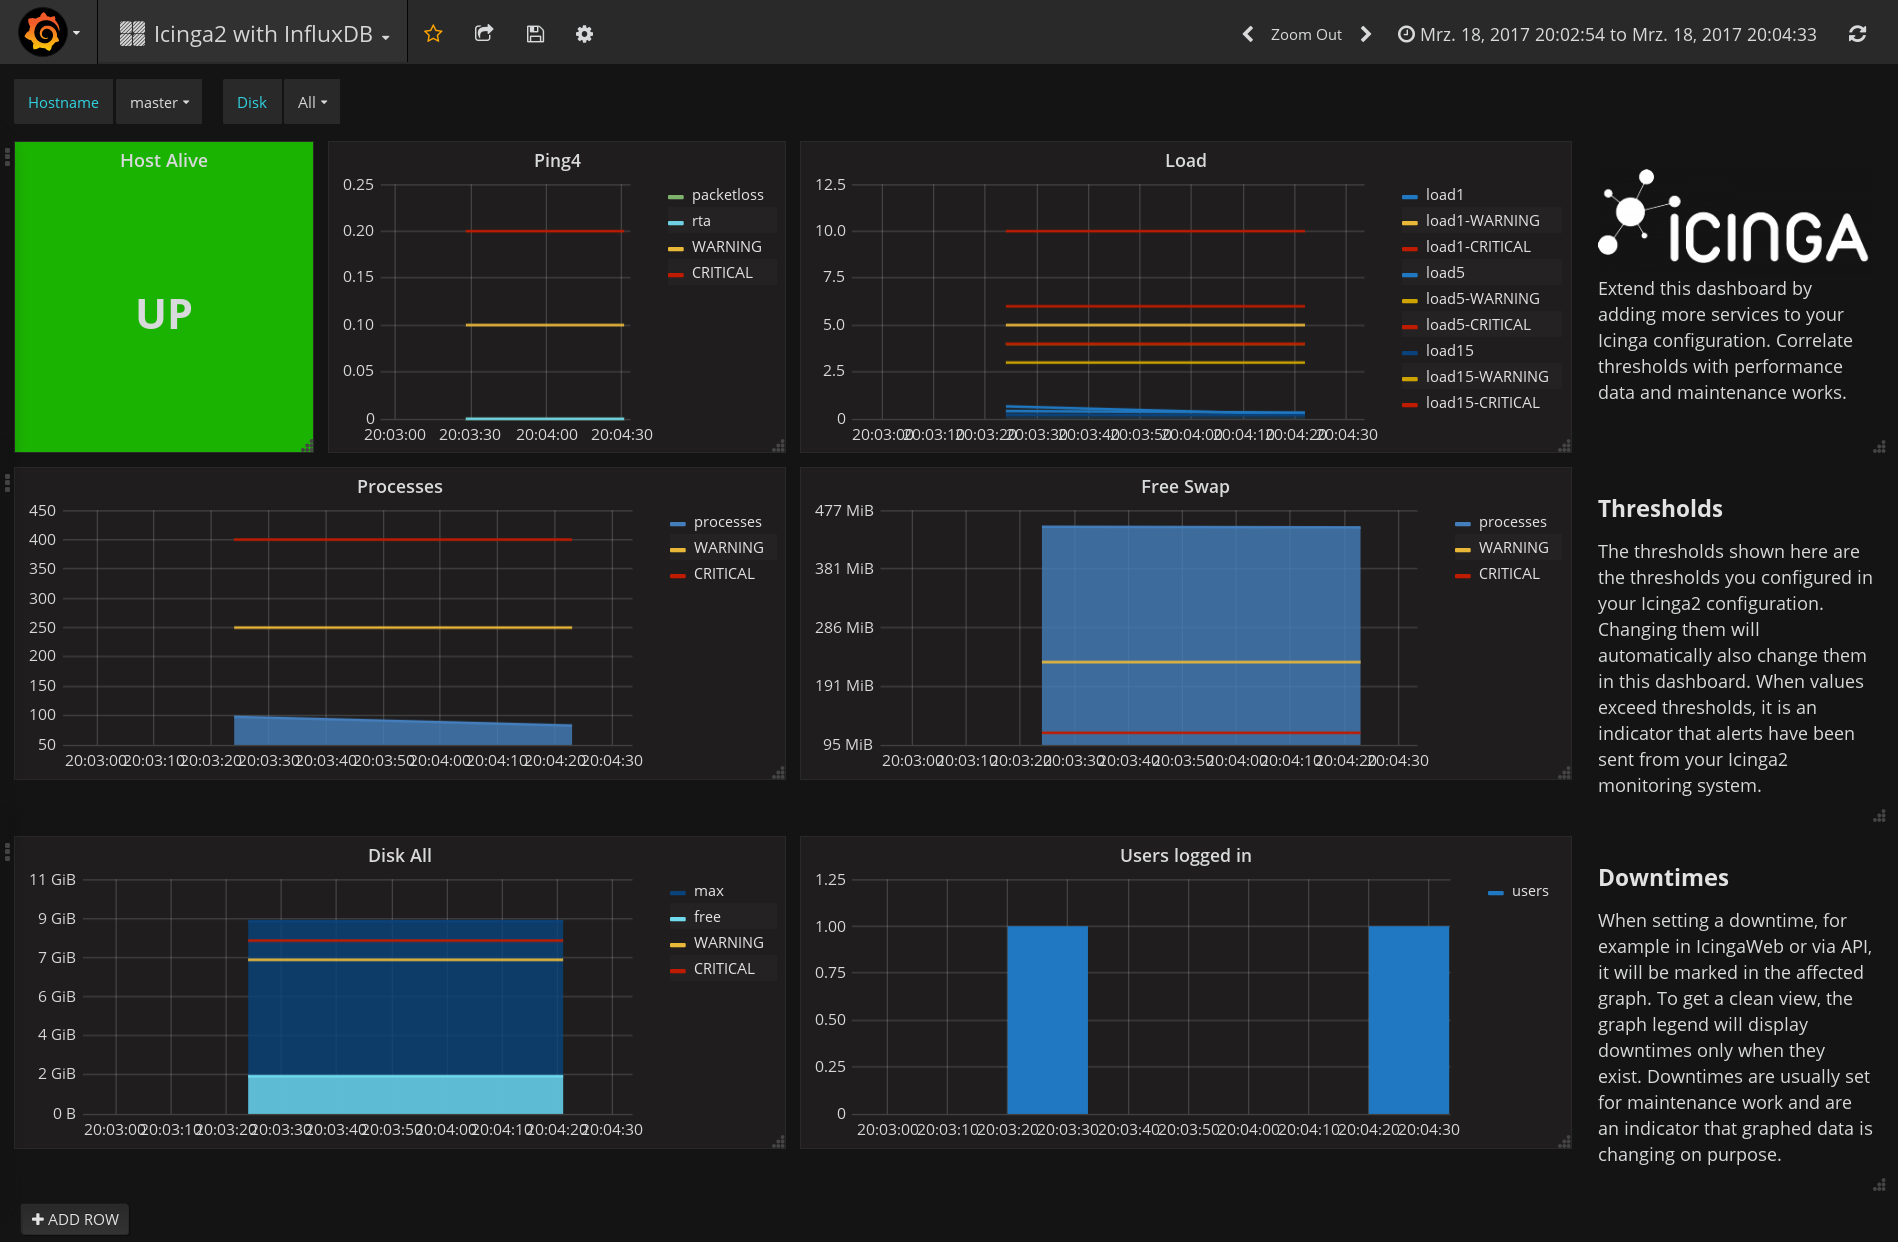 Icinga2 with InfluxDB
Zoom Out
Mrz. 18, 2017 20:02:54 to Mrz. 18, 2017 20:04:33
Hostname master Disk All
Host Alive
UP
Ping4
0.25
0.20
0.15
0.10
0.05
0
20:03:00 20:03:30 20:04:00 20:04:30
packetloss
rta
WARNING
CRITICAL
Load
12.5
10.0
7.5
5.0
2.5
0
20:03:00 20:03:10 20:03:20 20:03:30 20:03:40 20:03:50 20:04:00 20:04:10 20:04:20 20:04:30
load1
load1-WARNING
load1-CRITICAL
load5
load5-WARNING
load5-CRITICAL
load15
load15-WARNING
load15-CRITICAL
ICINGA
Extend this dashboard by
adding more services to your
Icinga configuration. Correlate
thresholds with performance
data and maintenance works.
Processes
450
400
350
300
250
200
150
100
50
20:03:00 20:03:10 20:03:20 20:03:30 20:03:40 20:03:50 20:04:00 20:04:10 20:04:20 20:04:30
processes
WARNING
CRITICAL
Free Swap
477 MiB
381 MiB
286 MiB
191 MiB
95 MiB
20:03:00 20:03:10 20:03:20 20:03:30 20:03:40 20:03:50 20:04:00 20:04:10 20:04:20 20:04:30
processes
WARNING
CRITICAL
Thresholds
The thresholds shown here are
the thresholds you configured in
your Icinga2 configuration.
Changing them will
automatically also change them
in this dashboard. When values
exceed thresholds, it is an
indicator that alerts have been
sent from your Icinga2
monitoring system.
Disk All
11 GiB
9 GiB
7 GiB
6 GiB
4 GiB
2 GiB
0 B
20:03:00 20:03:10 20:03:20 20:03:30 20:03:40 20:03:50 20:04:00 20:04:10 20:04:20 20:04:30
max
free
WARNING
CRITICAL
Users logged in
1.25
1.00
0.75
0.50
0.25
0
20:03:00 20:03:10 20:03:20 20:03:30 20:03:40 20:03:50 20:04:00 20:04:10 20:04:20 20:04:30
users
Downtimes
When setting a downtime, for
example in IcingaWeb or via API,
it will be marked in the affected
graph. To get a clean view, the
graph legend will display
downtimes only when they
exist. Downtimes are usually set
for maintenance work and are
an indicator that graphed data is
changing on purpose.
ADD ROW